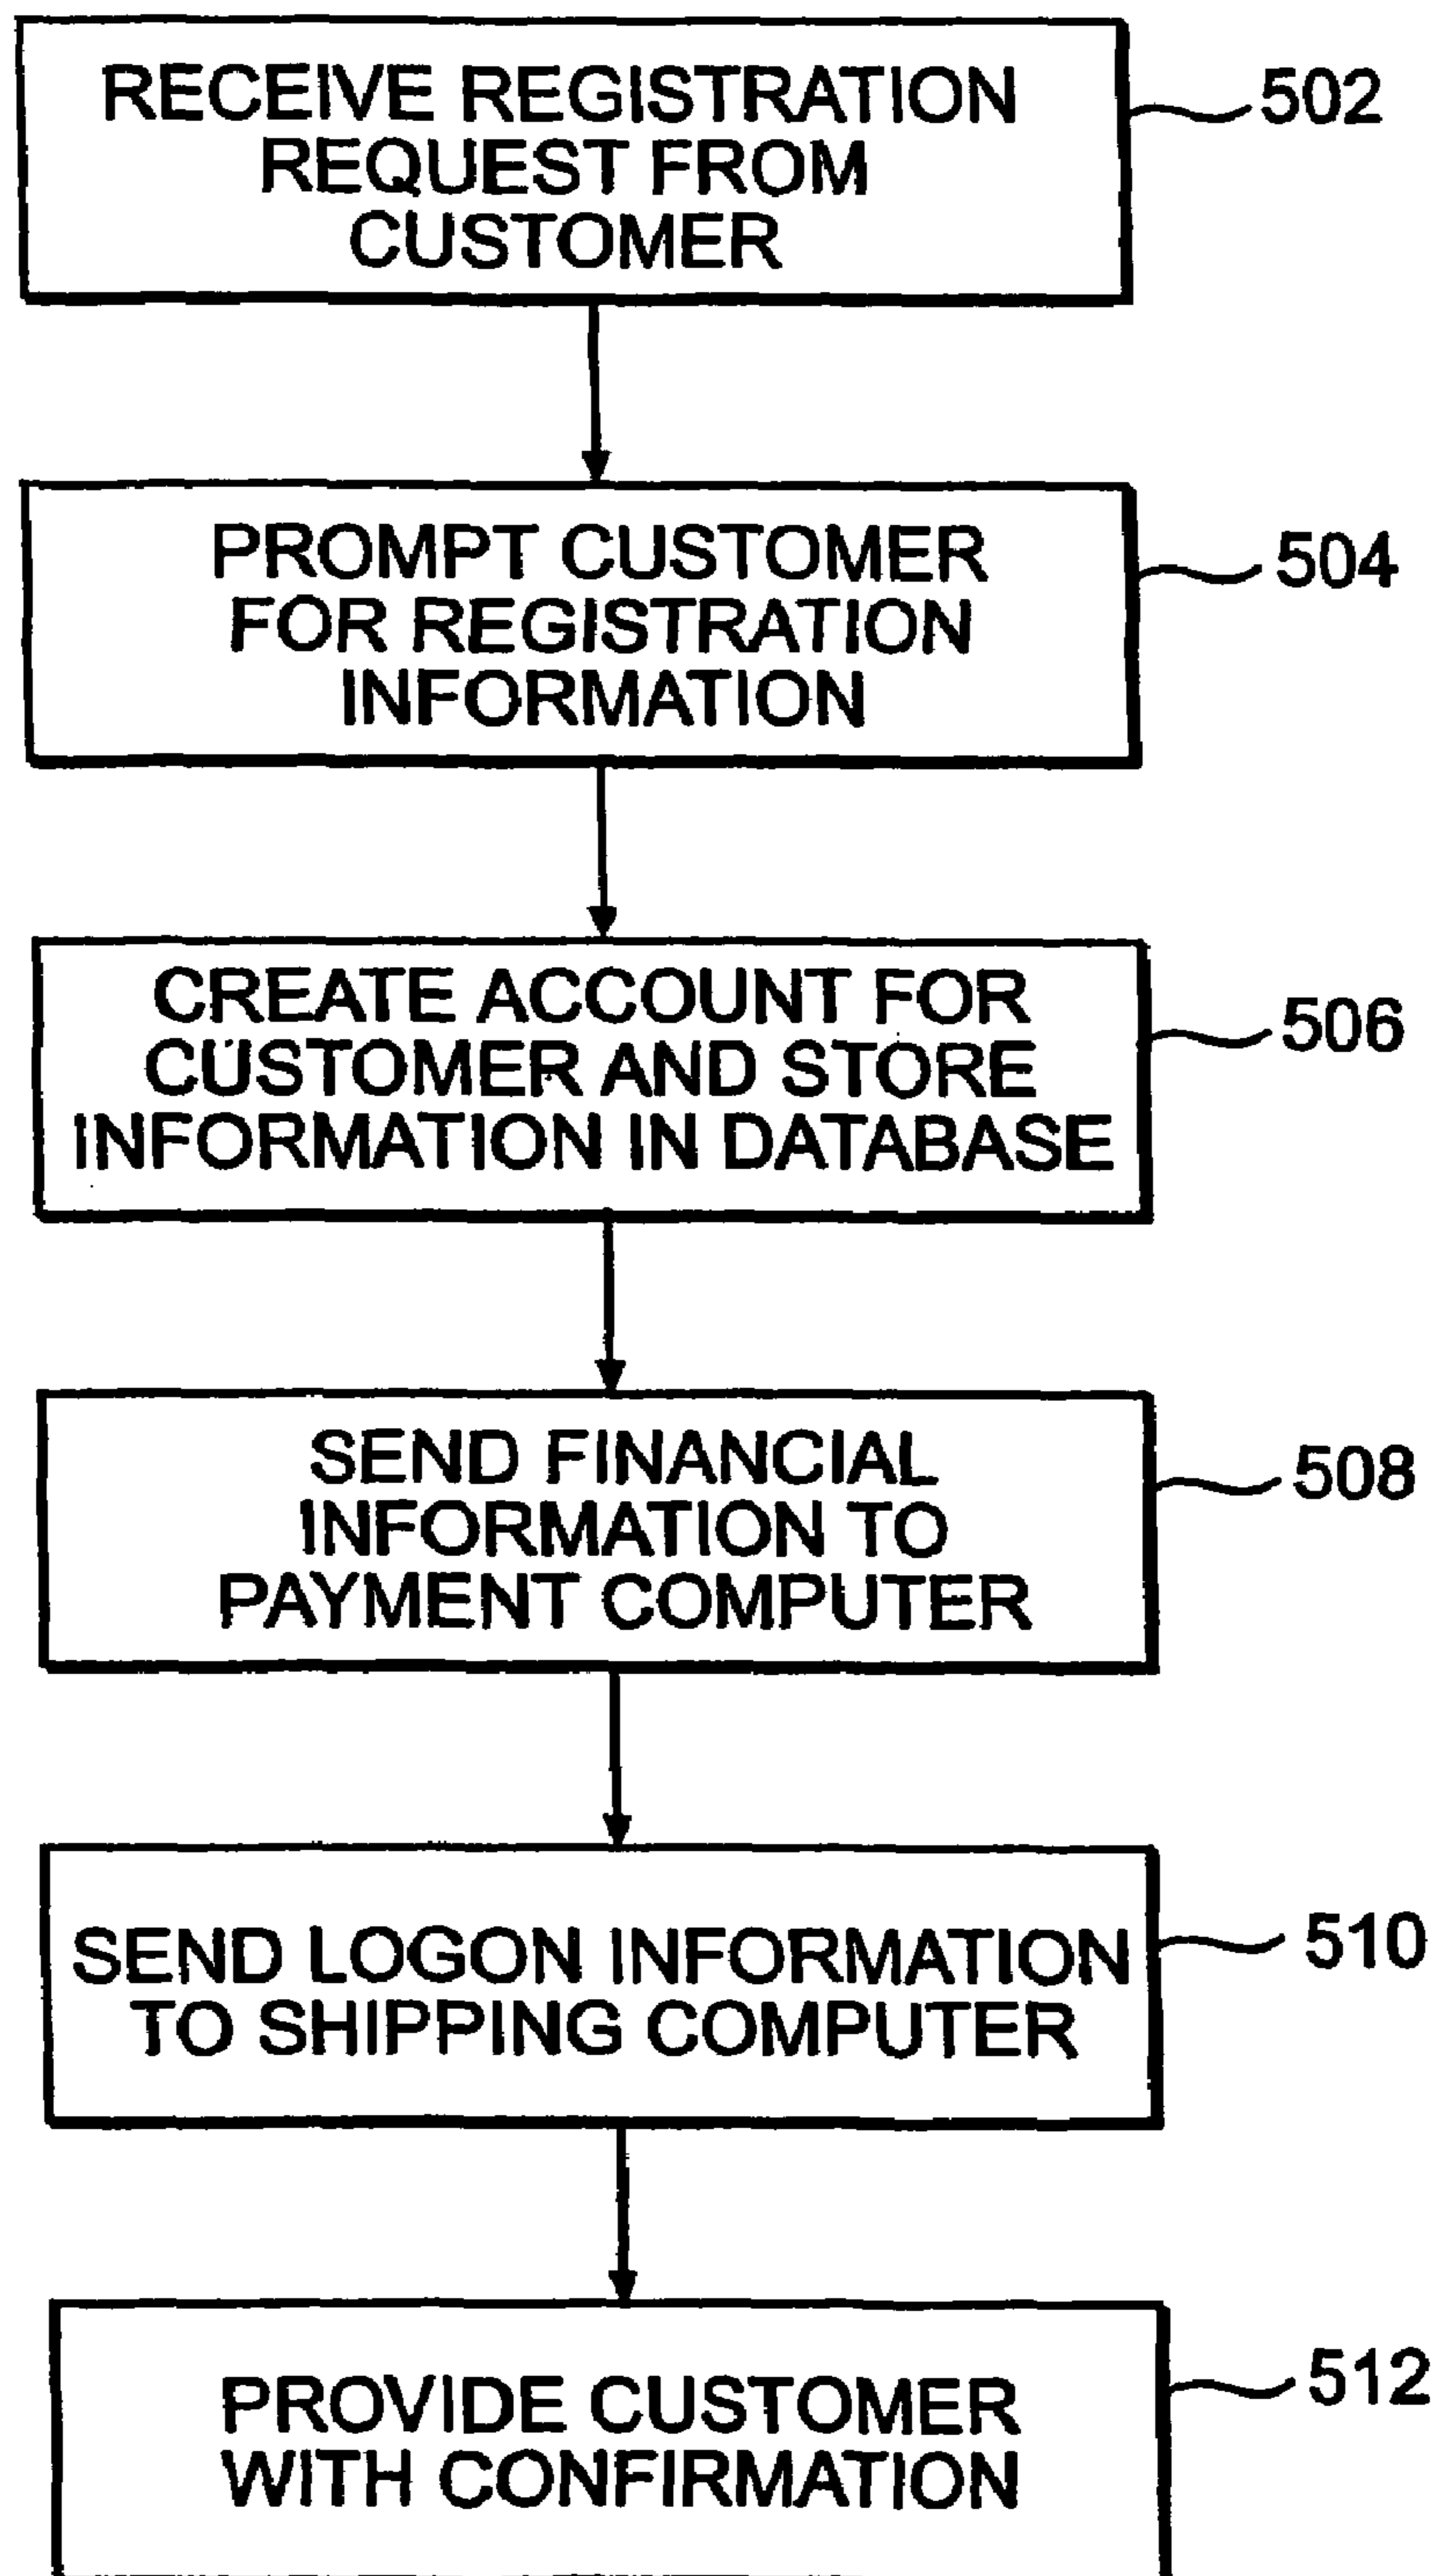 RECEIVE REGISTRATION
REQUEST FROM
CUSTOMER
502
PROMPT CUSTOMER
FOR REGISTRATION
INFORMATION
504
CREATE ACCOUNT FOR
CUSTOMER AND STORE
INFORMATION IN DATABASE
506
SEND FINANCIAL
INFORMATION TO
PAYMENT COMPUTER
508
SEND LOGON INFORMATION
TO SHIPPING COMPUTER
510
PROVIDE CUSTOMER
WITH CONFIRMATION
512